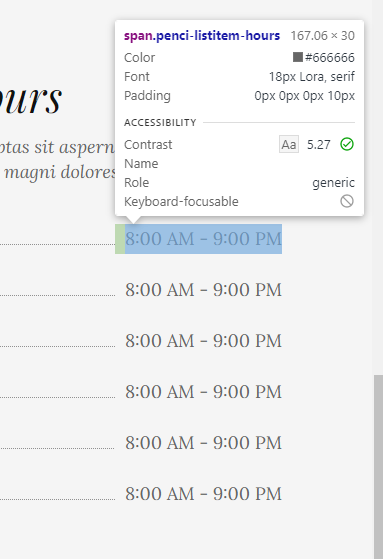 span.penci-listitem-hours 167.06 × 30
Color #666666
Font 18px Lora, serif
Padding 0px 0px 0px 10px
ACCESSIBILITY
Contrast Aa 5.27
Name
Role generic
Keyboard-focusable
ours
ptas sit aspern
magni dolores
8:00 AM - 9:00 PM
8:00 AM - 9:00 PM
8:00 AM - 9:00 PM
8:00 AM - 9:00 PM
8:00 AM - 9:00 PM
8:00 AM - 9:00 PM